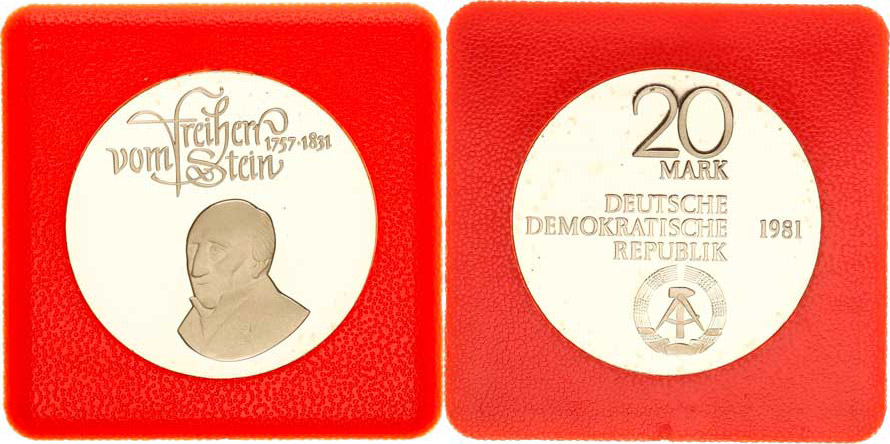 Freiherr
vom Stein
1757·1831
20
MARK
DEUTSCHE
DEMOKRATISCHE
REPUBLIK
1981